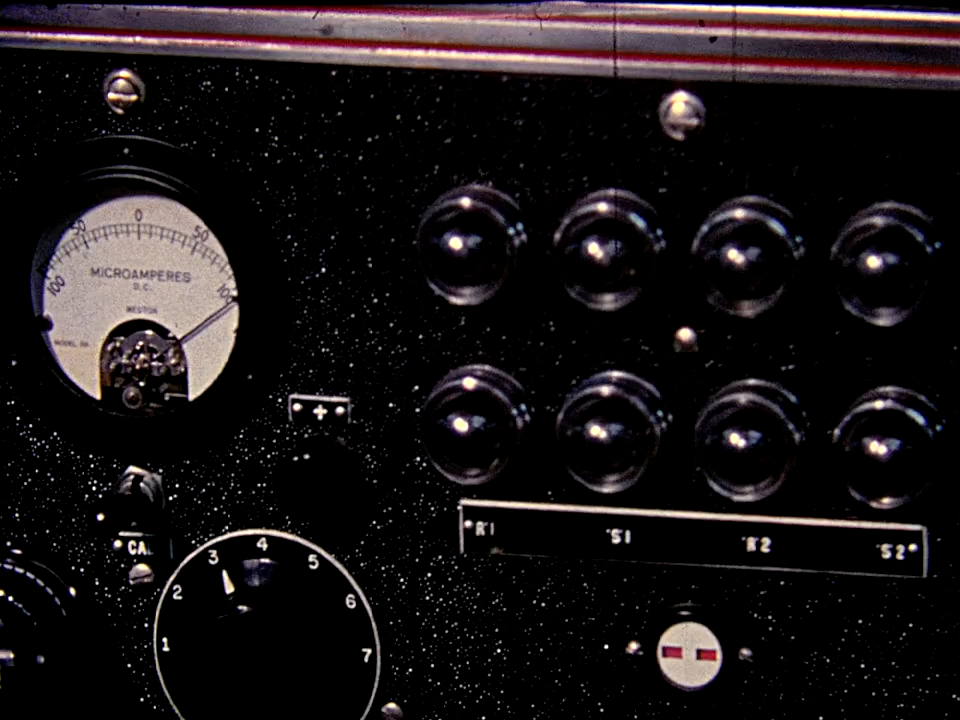 50 0 50
100 100
MICROAMPERES
D.C.
WESTON
MODEL
+
CAL
1 2 3 4 5 6 7
R1 S1 R2 S2